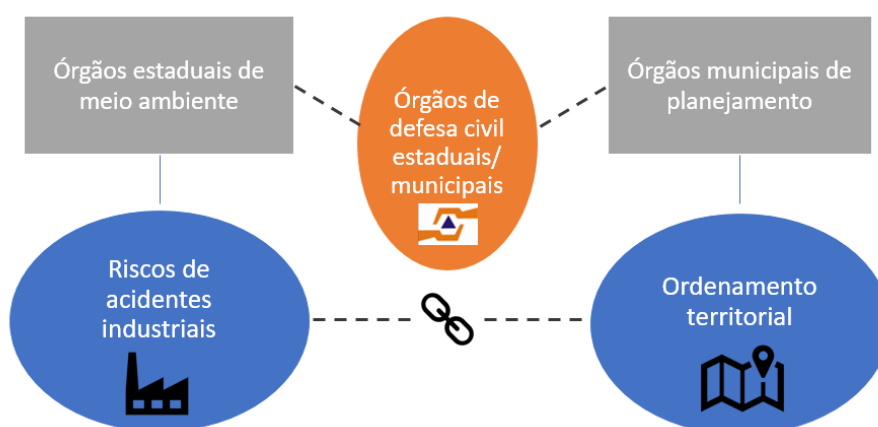 Órgãos estaduais de
meio ambiente
Órgãos de
defesa civil
estaduais/
municipais
Órgãos municipais de
planejamento
Riscos de
acidentes
industriais
Ordenamento
territorial